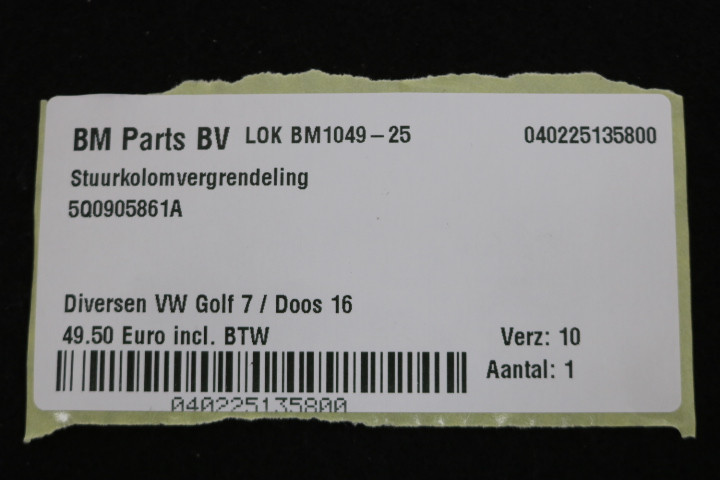 BM Parts BV LOK BM1049-25 040225135800
Stuurkolomvergrendeling
5Q0905861A
Diversen VW Golf 7 / Doos 16
49.50 Euro incl. BTW Verz: 10
Aantal: 1
040225135800